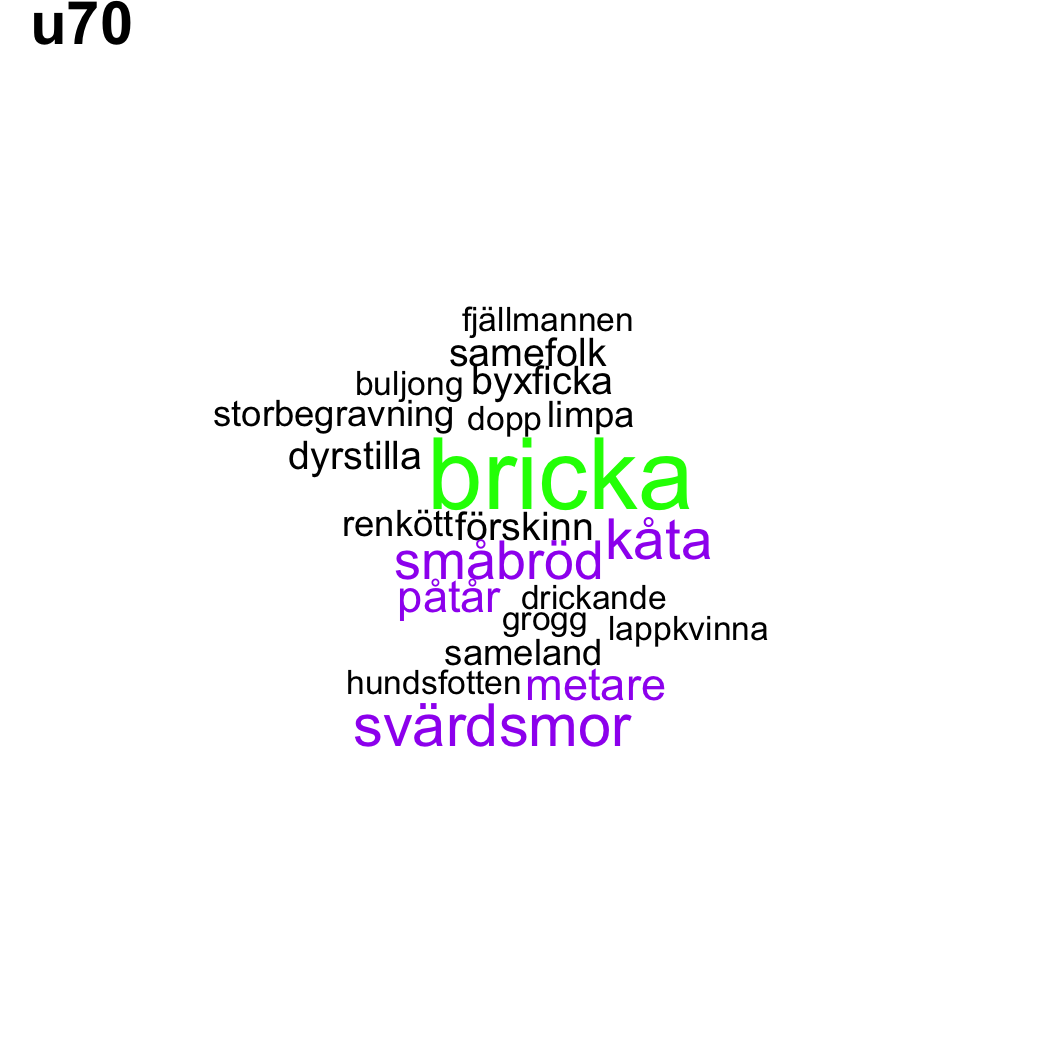 u70
fjällmannen
samefolk
buljong byxficka
storbegravning dopp limpa
dyrstilla bricka
renkött förskinn kåta
småbröd
påtår drickande
grogg lappkvinna
sameland
hundsfotten metare
svärdsmor